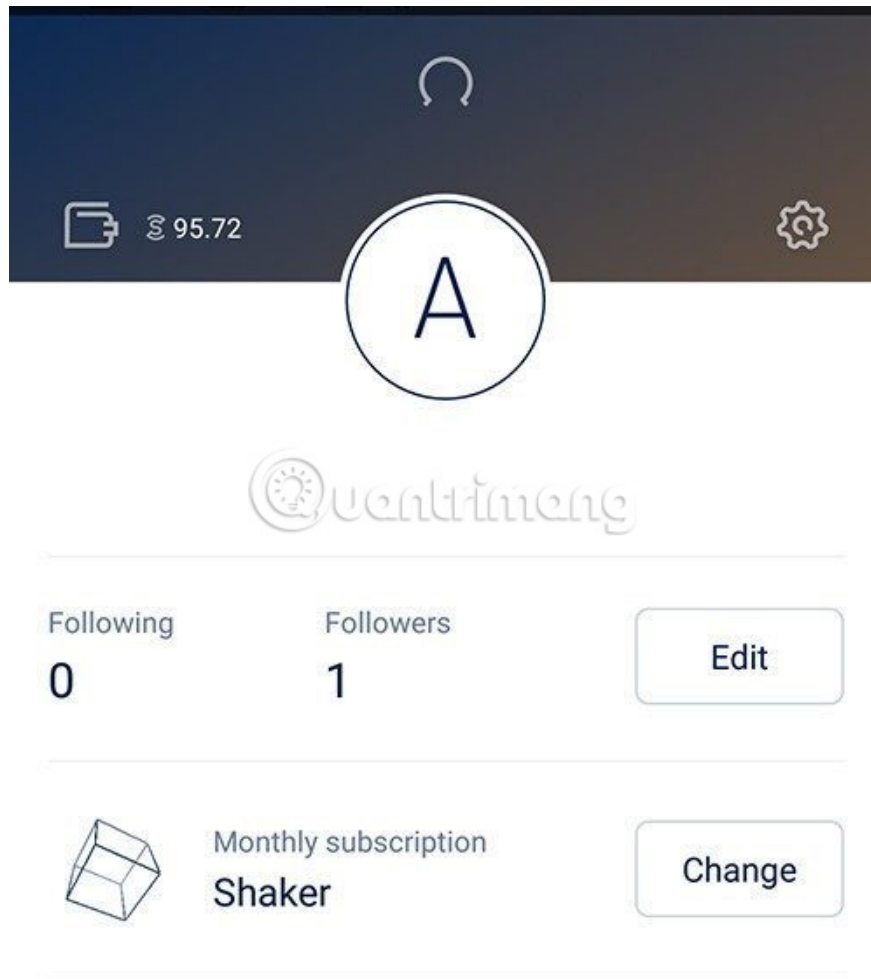 95.72
A
Quantrimang
Following
Followers
Edit
0
1
Monthly subscription
Change
Shaker